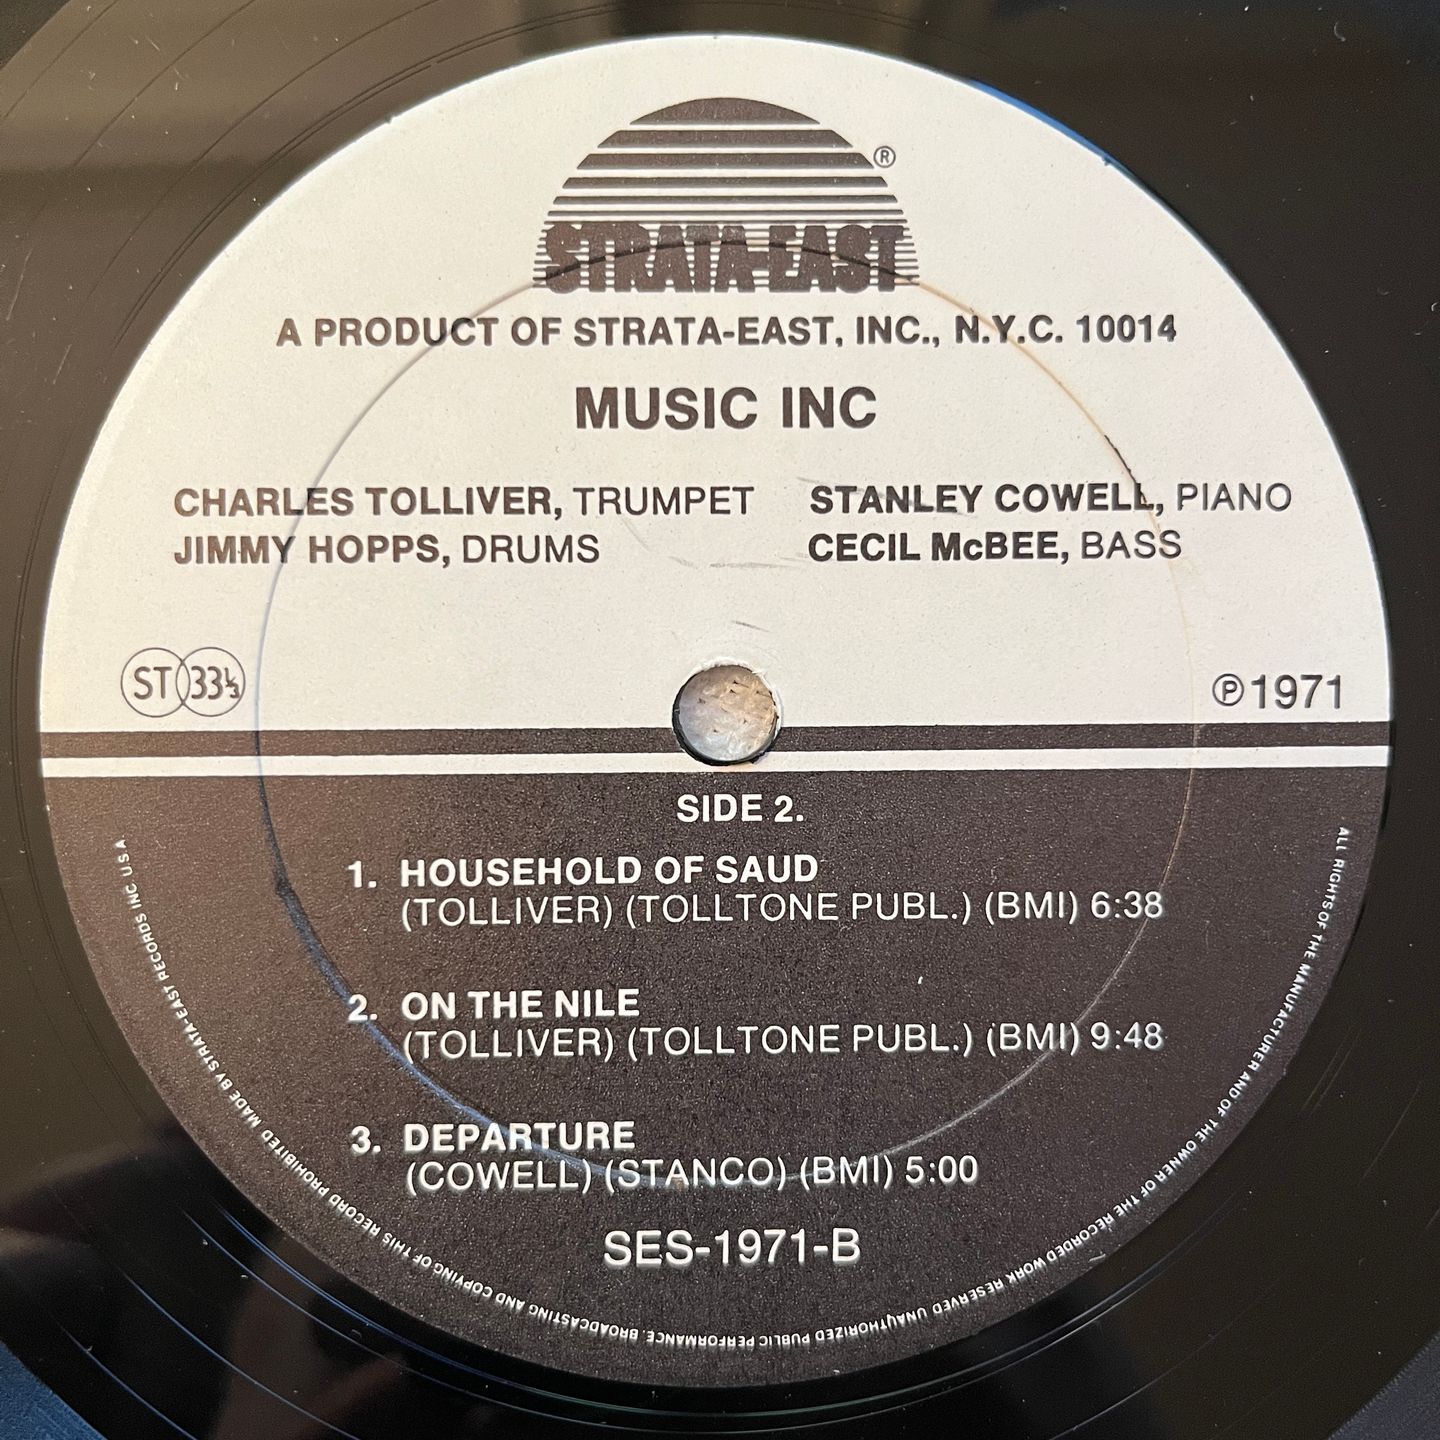 STRATA-EAST®
A PRODUCT OF STRATA-EAST, INC., N.Y.C. 10014
MUSIC INC
CHARLES TOLLIVER, TRUMPET STANLEY COWELL, PIANO
JIMMY HOPPS, DRUMS CECIL McBEE, BASS
ST 33⅓
Ⓟ1971
SIDE 2.
1. HOUSEHOLD OF SAUD
(TOLLIVER) (TOLLTONE PUBL.) (BMI) 6:38
2. ON THE NILE
(TOLLIVER) (TOLLTONE PUBL.) (BMI) 9:48
3. DEPARTURE
(COWELL) (STANCO) (BMI) 5:00
SES-1971-B
ALL RIGHTS OF THE MANUFACTURER AND OF THE OWNER OF THE RECORDED WORK RESERVED UNAUTHORIZED PUBLIC PERFORMANCE, BROADCASTING AND COPYING OF THIS RECORD PROHIBITED MADE BY STRATA-EAST RECORDS INC U.S.A